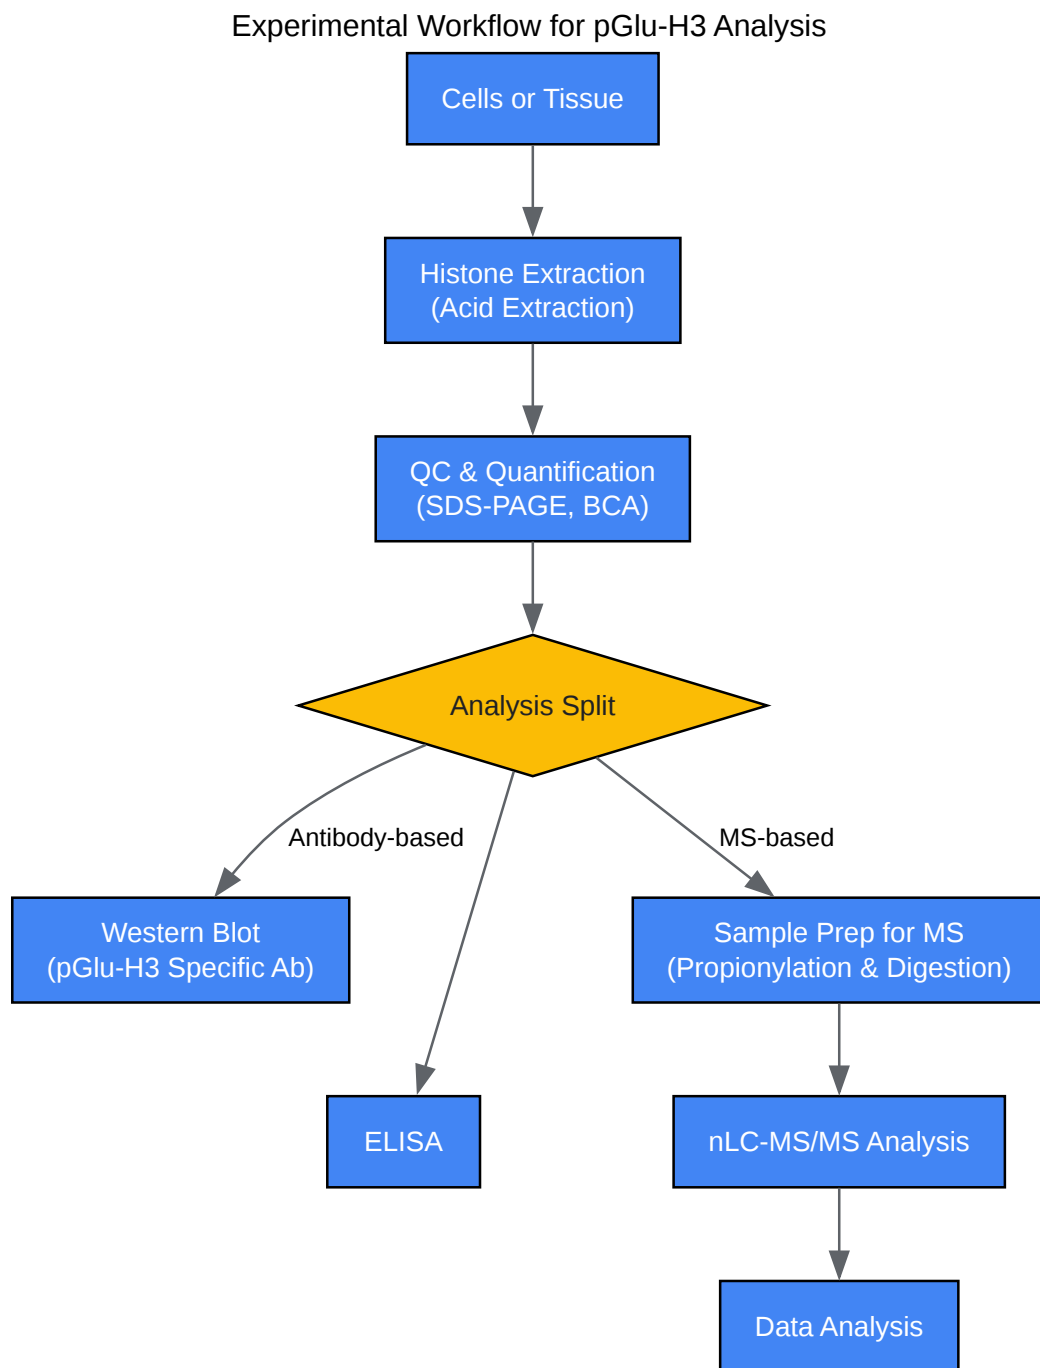 Experimental Workflow for pGlu-H3 Analysis
Cells or Tissue
Histone Extraction
(Acid Extraction)
QC & Quantification
(SDS-PAGE, BCA)
Analysis Split
Antibody-based
MS-based
Western Blot
(pGlu-H3 Specific Ab)
Sample Prep for MS
(Propionylation & Digestion)
ELISA
nLC-MS/MS Analysis
Data Analysis